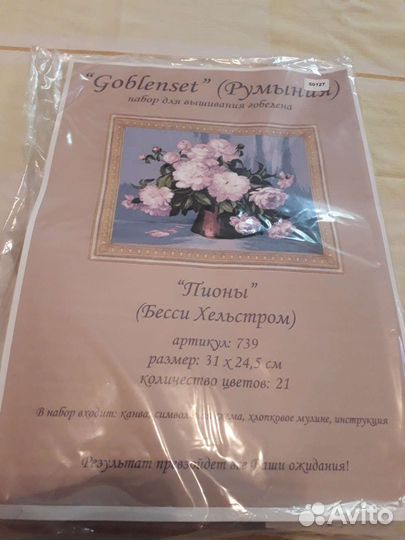 "Goblenset" (Румыния)
50127
набор для вышивания гобелена
"Пионы"
(Бесси Хельстром)
артикул: 739
размер: 31 х 24,5 см
количество цветов: 21
В набор входит: канва, символьная схема, хлопковое мулине, инструкция
Результат превзойдет все Ваши ожидания!
Avito